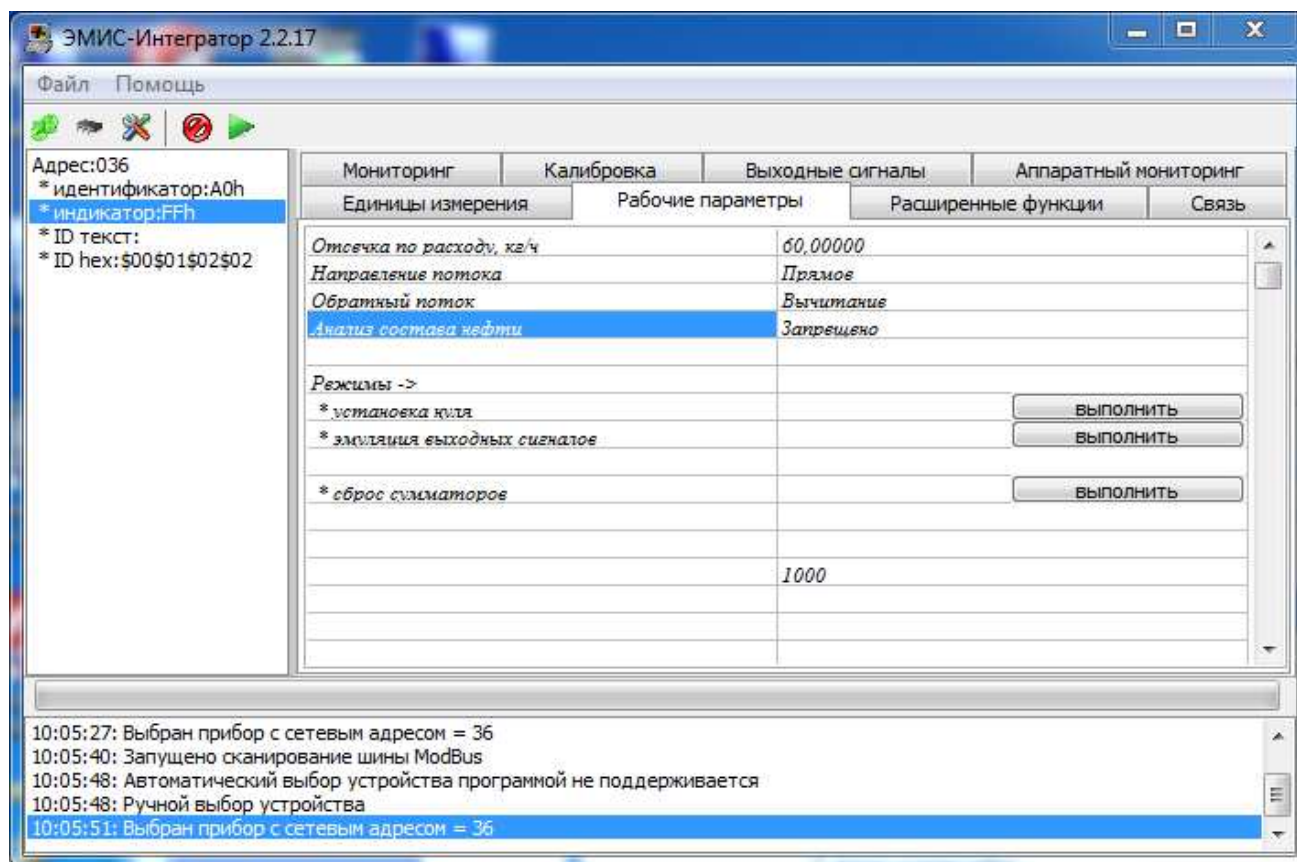 ЭМИС-Интегратор 2.2.17
Файл Помощь
Адрес:036
* идентификатор:A0h
* индикатор:FFh
* ID текст:
* ID hex:$00$01$02$02
Мониторинг Калибровка Выходные сигналы Аппаратный мониторинг
Единицы измерения Рабочие параметры Расширенные функции Связь
Отсечка по расходу, кг/ч 60,00000
Направление потока Прямое
Обратный поток Вычитание
Анализ состава нефти Запрещено
Режимы ->
* установка нуля выполнить
* эмуляция выходных сигналов выполнить
* сброс сумматоров выполнить
1000
10:05:27: Выбран прибор с сетевым адресом = 36
10:05:40: Запущено сканирование шины ModBus
10:05:48: Автоматический выбор устройства программой не поддерживается
10:05:48: Ручной выбор устройства
10:05:51: Выбран прибор с сетевым адресом = 36